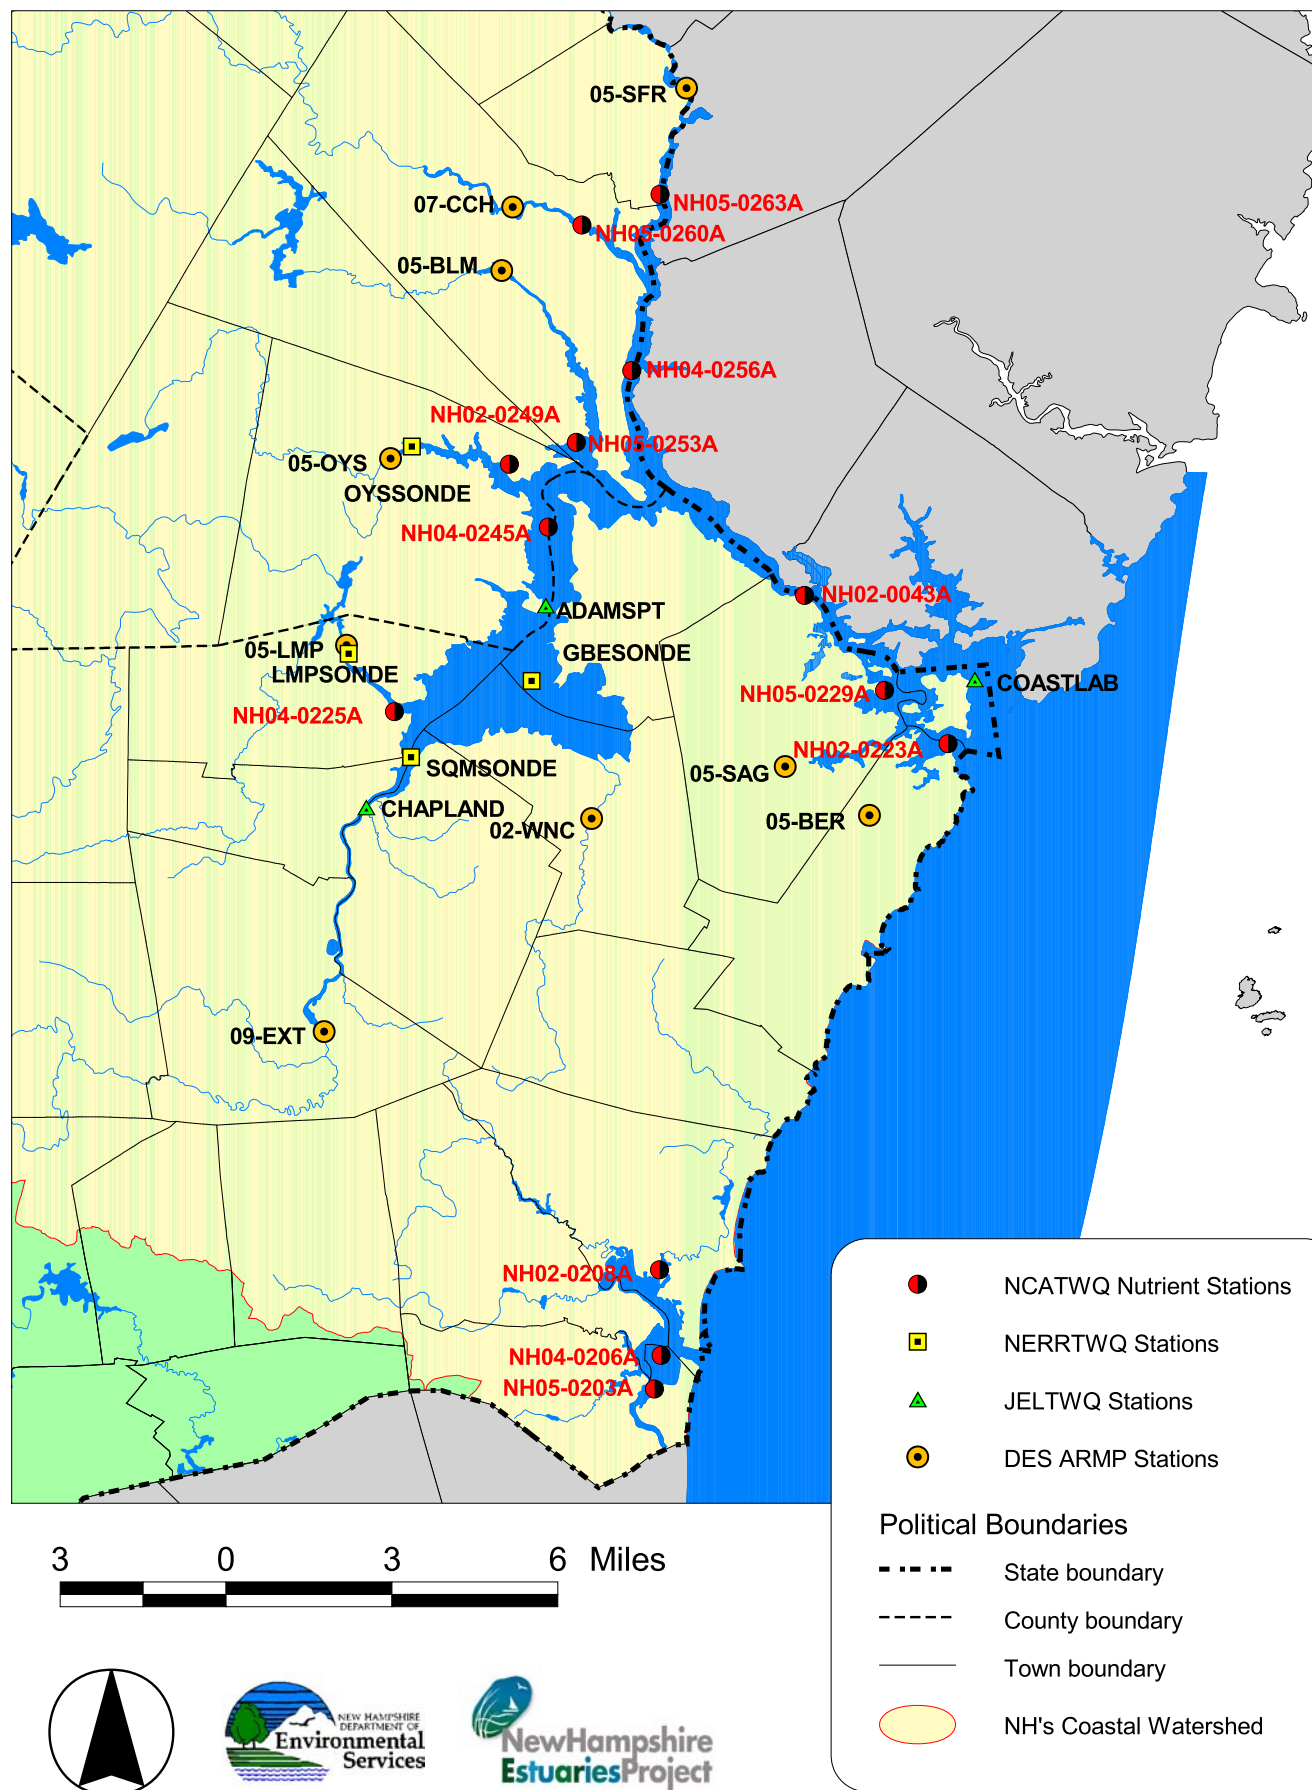 05-SFR
NH05-0263A
07-CCH
NH05-0260A
05-BLM
NH04-0256A
NH02-0249A
NH05-0253A
05-OYS
OYSSONDE
NH04-0245A
NH02-0043A
ADAMSPT
05-LMP
GBESONDE
LMPSONDE
COASTLAB
NH05-0229A
NH04-0225A
NH02-0223A
SQMSONDE
05-SAG
CHAPLAND
02-WNC
05-BER
09-EXT
NH02-0208A
NH04-0206A
NH05-0203A
NCATWQ Nutrient Stations
NERRTWQ Stations
JELTWQ Stations
DES ARMP Stations
Political Boundaries
State boundary
County boundary
Town boundary
NH's Coastal Watershed
3 0 3 6 Miles
NEW HAMPSHIRE
DEPARTMENT OF
Environmental
Services
NewHampshire
EstuariesProject